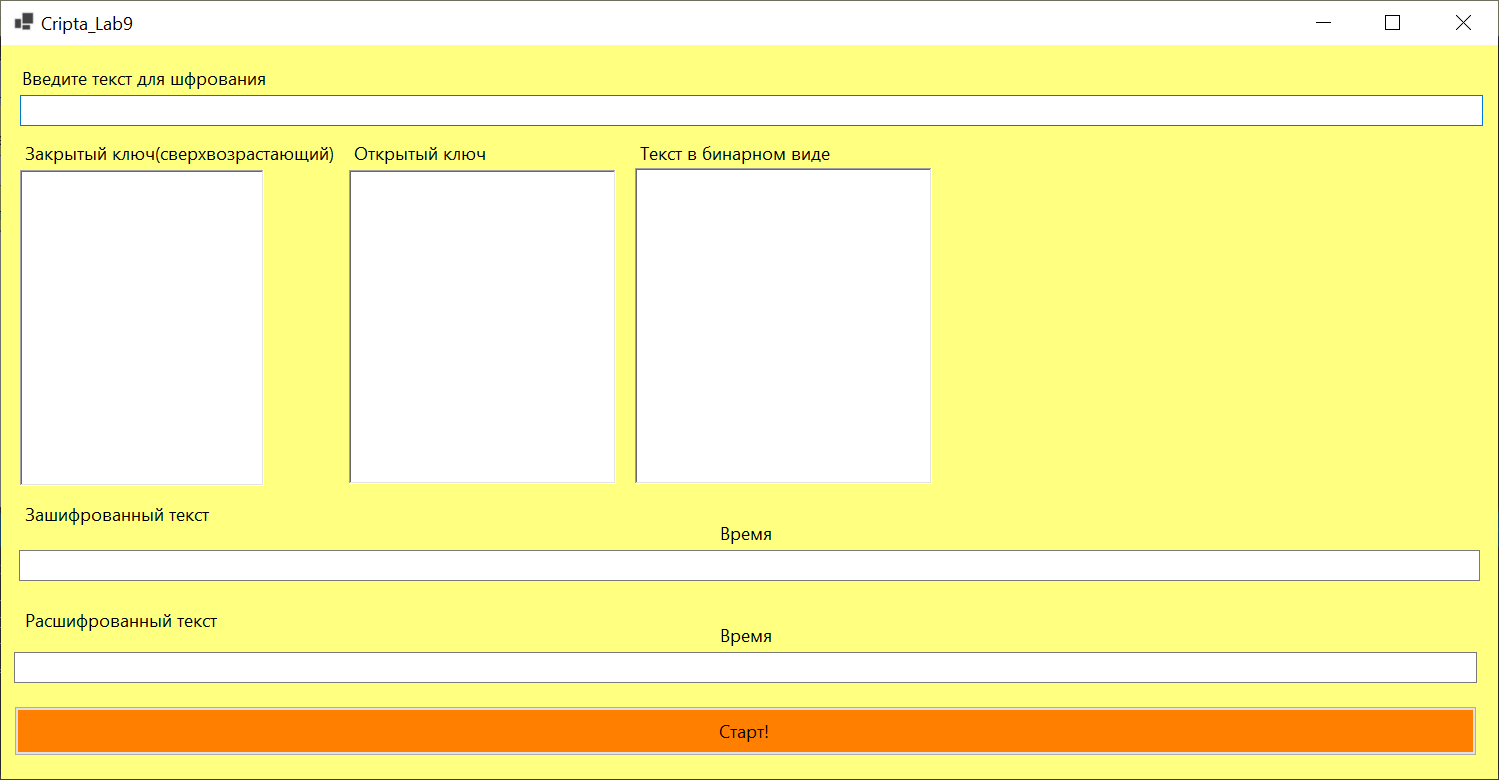 Cripta_Lab9
Введите текст для шфрования
Закрытый ключ(сверхвозрастающий)
Открытый ключ
Текст в бинарном виде
Зашифрованный текст
Время
Расшифрованный текст
Время
Старт!